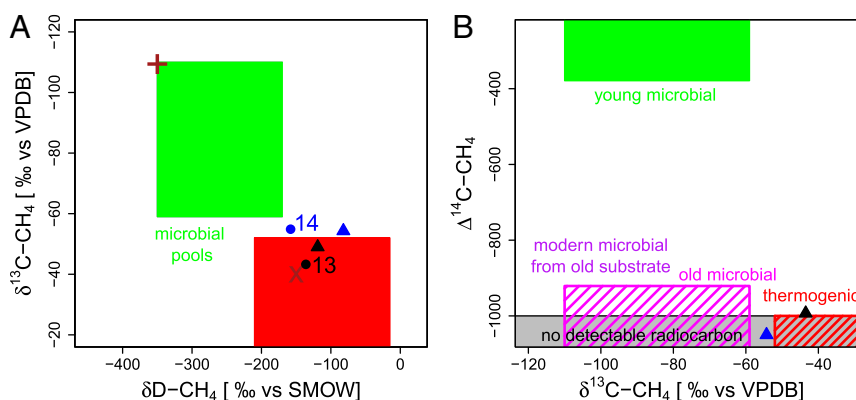 A
−120
−100
−80
−60
−40
−20
δ13C−CH4 [ ‰ vs VPDB]
microbial
pools
14
13
−400
−300
−200
−100
0
δD−CH4 [ ‰ vs SMOW]
B
−400
−600
−800
−1000
Δ14C−CH4
young microbial
modern microbial
from old substrate
old microbial
thermogenic
no detectable radiocarbon
−120
−100
−80
−60
−40
δ13C−CH4 [ ‰ vs VPDB]